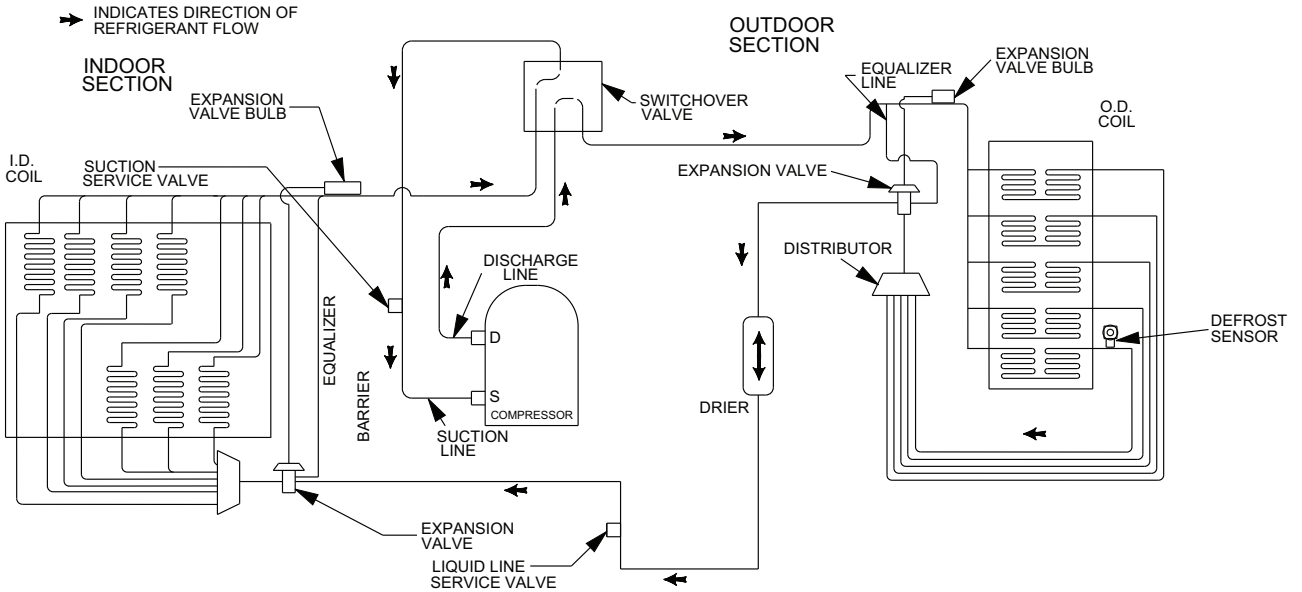 INDICATES DIRECTION OF
REFRIGERANT FLOW
INDOOR
SECTION
OUTDOOR
SECTION
EXPANSION
VALVE BULB
SWITCHOVER
VALVE
EQUALIZER
LINE
EXPANSION
VALVE BULB
O.D.
COIL
I.D.
COIL
SUCTION
SERVICE VALVE
EXPANSION VALVE
DISTRIBUTOR
DISCHARGE
LINE
D
S
COMPRESSOR
SUCTION
LINE
EQUALIZER
BARRIER
DRIER
DEFROST
SENSOR
EXPANSION
VALVE
LIQUID LINE
SERVICE VALVE